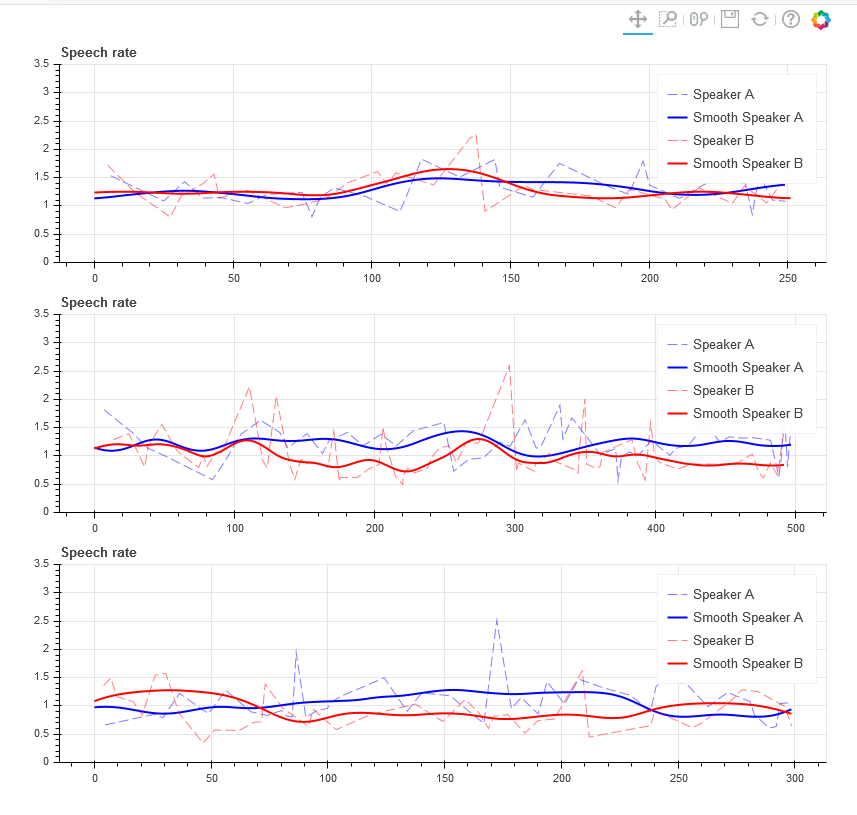 Speech rate
3.5
3
2.5
2
1.5
1
0.5
0
Speaker A
Smooth Speaker A
Speaker B
Smooth Speaker B
0 50 100 150 200 250
Speech rate
3.5
3
2.5
2
1.5
1
0.5
0
Speaker A
Smooth Speaker A
Speaker B
Smooth Speaker B
0 100 200 300 400 500
Speech rate
3.5
3
2.5
2
1.5
1
0.5
0
Speaker A
Smooth Speaker A
Speaker B
Smooth Speaker B
0 50 100 150 200 250 300